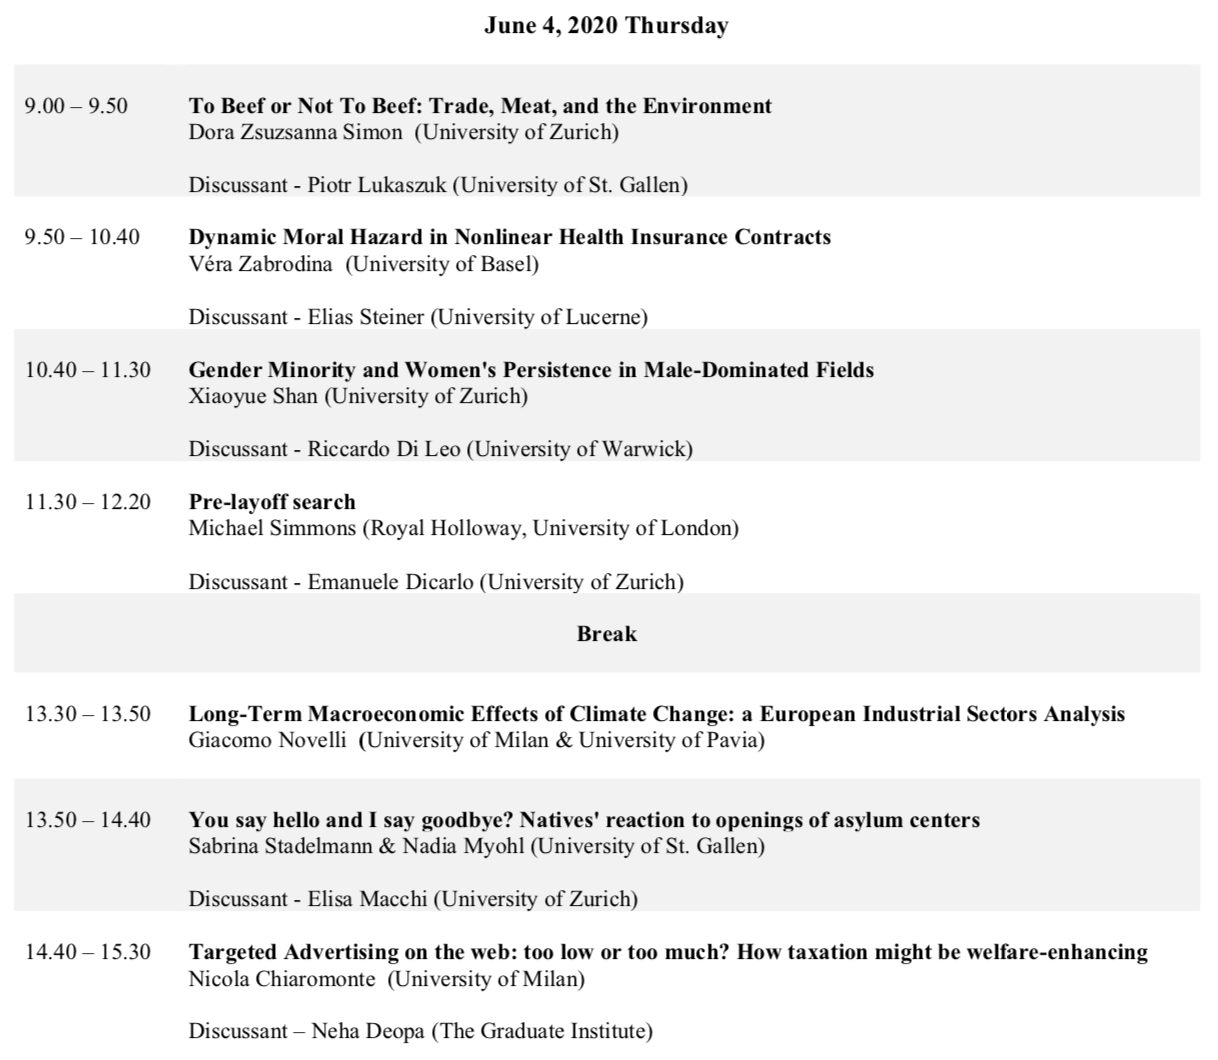 June 4, 2020 Thursday
9.00 – 9.50 To Beef or Not To Beef: Trade, Meat, and the Environment
Dora Zsuzsanna Simon (University of Zurich)
Discussant - Piotr Lukaszuk (University of St. Gallen)
9.50 – 10.40 Dynamic Moral Hazard in Nonlinear Health Insurance Contracts
Véra Zabrodina (University of Basel)
Discussant - Elias Steiner (University of Lucerne)
10.40 – 11.30 Gender Minority and Women's Persistence in Male-Dominated Fields
Xiaoyue Shan (University of Zurich)
Discussant - Riccardo Di Leo (University of Warwick)
11.30 – 12.20 Pre-layoff search
Michael Simmons (Royal Holloway, University of London)
Discussant - Emanuele Dicarlo (University of Zurich)
Break
13.30 – 13.50 Long-Term Macroeconomic Effects of Climate Change: a European Industrial Sectors Analysis
Giacomo Novelli (University of Milan & University of Pavia)
13.50 – 14.40 You say hello and I say goodbye? Natives' reaction to openings of asylum centers
Sabrina Stadelmann & Nadia Myohl (University of St. Gallen)
Discussant - Elisa Macchi (University of Zurich)
14.40 – 15.30 Targeted Advertising on the web: too low or too much? How taxation might be welfare-enhancing
Nicola Chiaromonte (University of Milan)
Discussant – Neha Deopa (The Graduate Institute)